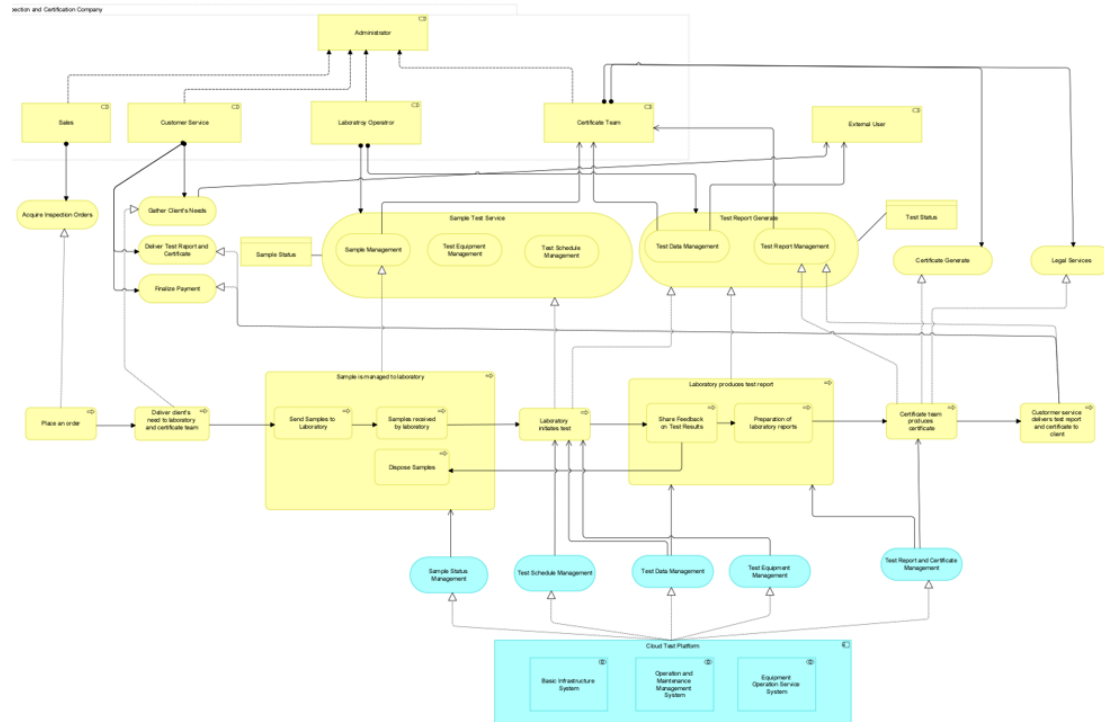 ection and Certification Company
Administrator
Sales
Customer Service
Laboratroy Operatror
Certificate Team
External User
Acquire Inspection Orders
Gather Client's Needs
Deliver Test Report and
Certificate
Finalize Payment
Sample Status
Sample Test Service
Sample Management
Test Equipment
Management
Test Schedule
Management
Test Report Generate
Test Data Management
Test Report Management
Test Status
Certificate Generate
Legal Services
Place an order
Deliver client's
need to laboratory
and certificate team
Sample is managed to laboratory
Send Samples to
Laboratory
Samples received
by laboratory
Dispose Samples
Laboratory
initiates test
Laboratory produces test report
Share Feedback
on Test Results
Preparation of
laboratory reports
Certificate team
produces
certificate
Curstomer service
delivers test report
and certificate to
client
Sample Status
Management
Test Schedule Management
Test Data Management
Test Equipment
Management
Test Report and Certificate
Management
Cloud Test Platform
Basic Infrastructure
System
Operation and
Maintenance
Management
System
Equipment
Operation Service
System